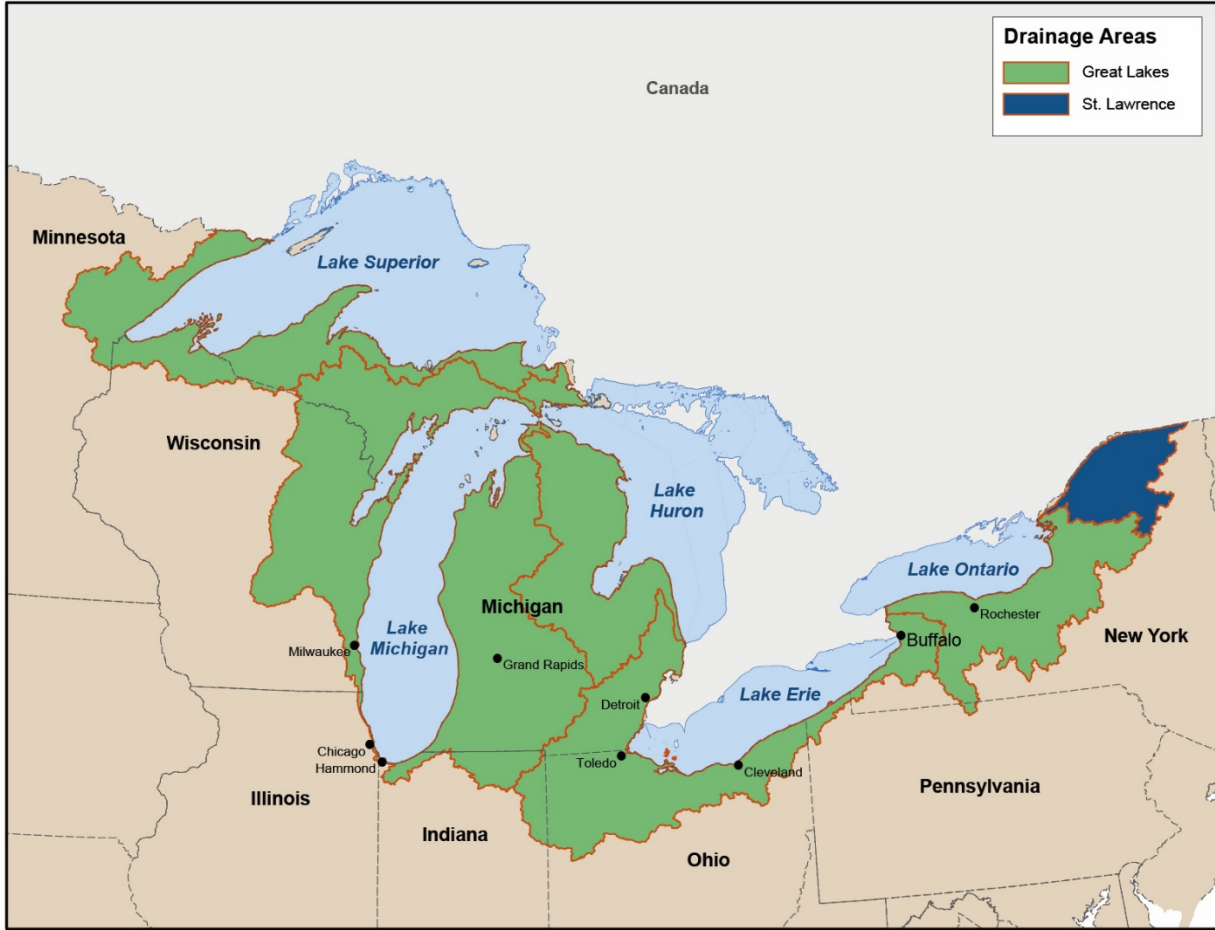 Drainage Areas
Great Lakes
St. Lawrence
Canada
Minnesota
Lake Superior
Wisconsin
Lake
Huron
Lake Ontario
Michigan
Rochester
Lake
Michigan
Milwaukee
Buffalo
New York
Grand Rapids
Detroit
Lake Erie
Chicago
Hammond
Toledo
Cleveland
Illinois
Pennsylvania
Indiana
Ohio